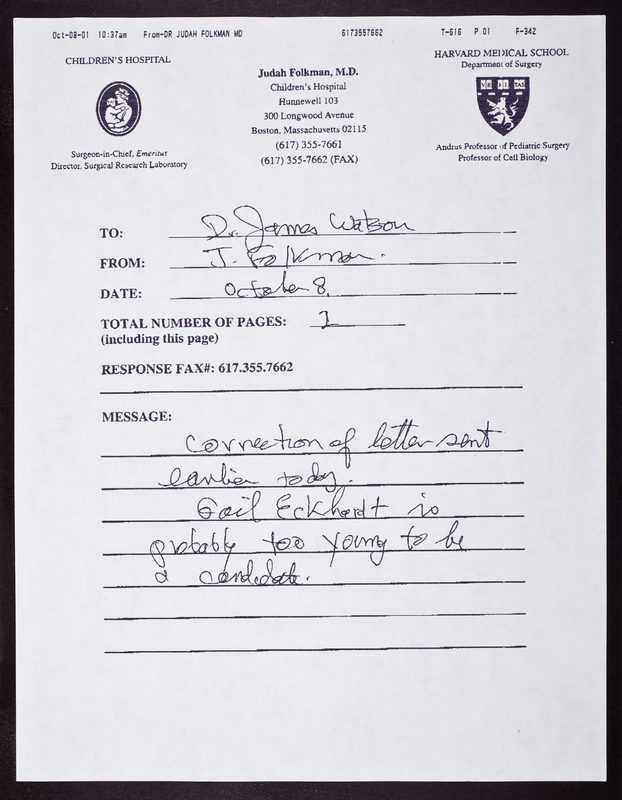 Oct-08-01 10:37am From-DR JUDAH FOLKMAN MD 6173557662 T-616 P 01 F-342
CHILDREN'S HOSPITAL
Surgeon-in-Chief, Emeritus
Director, Surgical Research Laboratory
Judah Folkman, M.D.
Children's Hospital
Hunnewell 103
300 Longwood Avenue
Boston, Massachusetts 02115
(617) 355-7661
(617) 355-7662 (FAX)
HARVARD MEDICAL SCHOOL
Department of Surgery
VE RI TAS
Andrus Professor of Pediatric Surgery
Professor of Cell Biology
TO: Dr. James Watson
FROM: J. Folkman.
DATE: October 8.
TOTAL NUMBER OF PAGES: 2
(including this page)
RESPONSE FAX#: 617.355.7662
MESSAGE:
Correction of letter sent
earlier today.
Gail Eckhardt is
probably too young to be
a candidate.